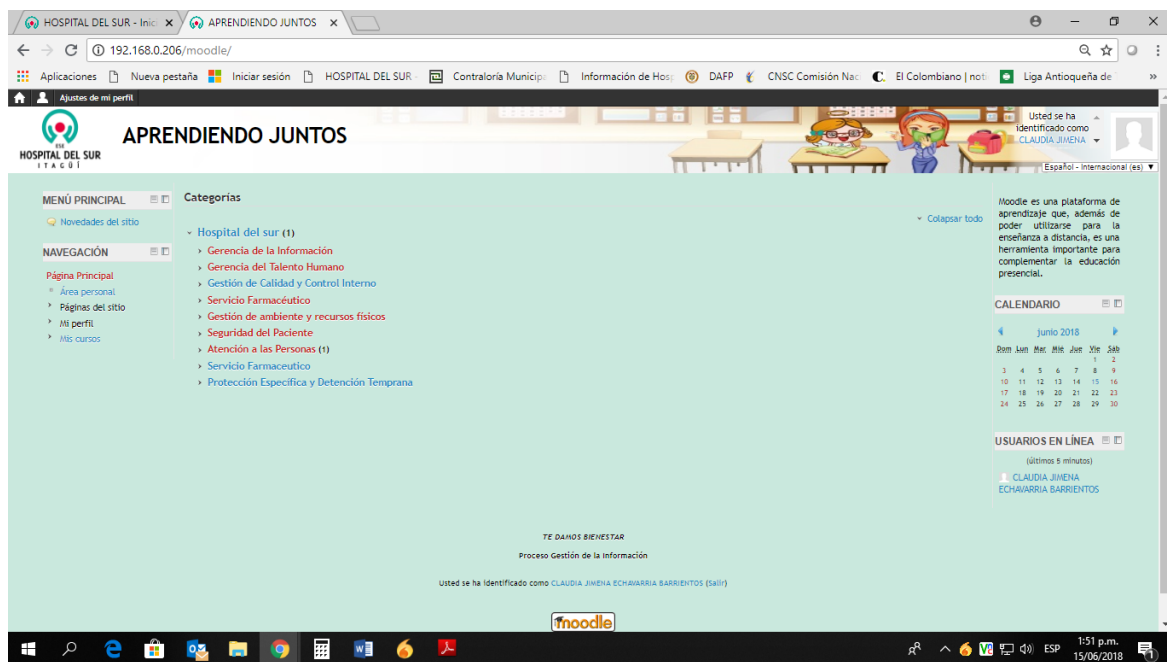 HOSPITAL DEL SUR - Inici
APRENDIENDO JUNTOS
192.168.0.206/moodle/
Aplicaciones
Nueva pestaña
Iniciar sesión
HOSPITAL DEL SUR -
Contraloría Municipa
Información de Hosp
DAFP
CNSC Comisión Nac
El Colombiano | noti
Liga Antioqueña de
»
Ajustes de mi perfil
ESE
HOSPITAL DEL SUR
ITAGÜÍ
APRENDIENDO JUNTOS
Usted se ha
identificado como
CLAUDIA JIMENA
Español - Internacional (es)
MENÚ PRINCIPAL
Novedades del sitio
NAVEGACIÓN
Página Principal
Área personal
Páginas del sitio
Mi perfil
Mis cursos
Categorías
Colapsar todo
Hospital del sur (1)
Gerencia de la Información
Gerencia del Talento Humano
Gestión de Calidad y Control Interno
Servicio Farmacéutico
Gestión de ambiente y recursos físicos
Seguridad del Paciente
Atención a las Personas (1)
Servicio Farmaceutico
Protección Especifica y Detención Temprana
Moodle es una plataforma de
aprendizaje que, además de
poder utilizarse para la
enseñanza a distancia, es una
herramienta importante para
complementar la educación
presencial.
CALENDARIO
junio 2018
Dom Lun Mar Mié Jue Vie Sáb
1 2
3 4 5 6 7 8 9
10 11 12 13 14 15 16
17 18 19 20 21 22 23
24 25 26 27 28 29 30
USUARIOS EN LÍNEA
(últimos 5 minutos)
CLAUDIA JIMENA
ECHAVARRIA BARRIENTOS
TE DAMOS BIENESTAR
Proceso Gestión de la Información
Usted se ha identificado como CLAUDIA JIMENA ECHAVARRIA BARRIENTOS (Salir)
moodle
ESP
1:51 p.m.
15/06/2018